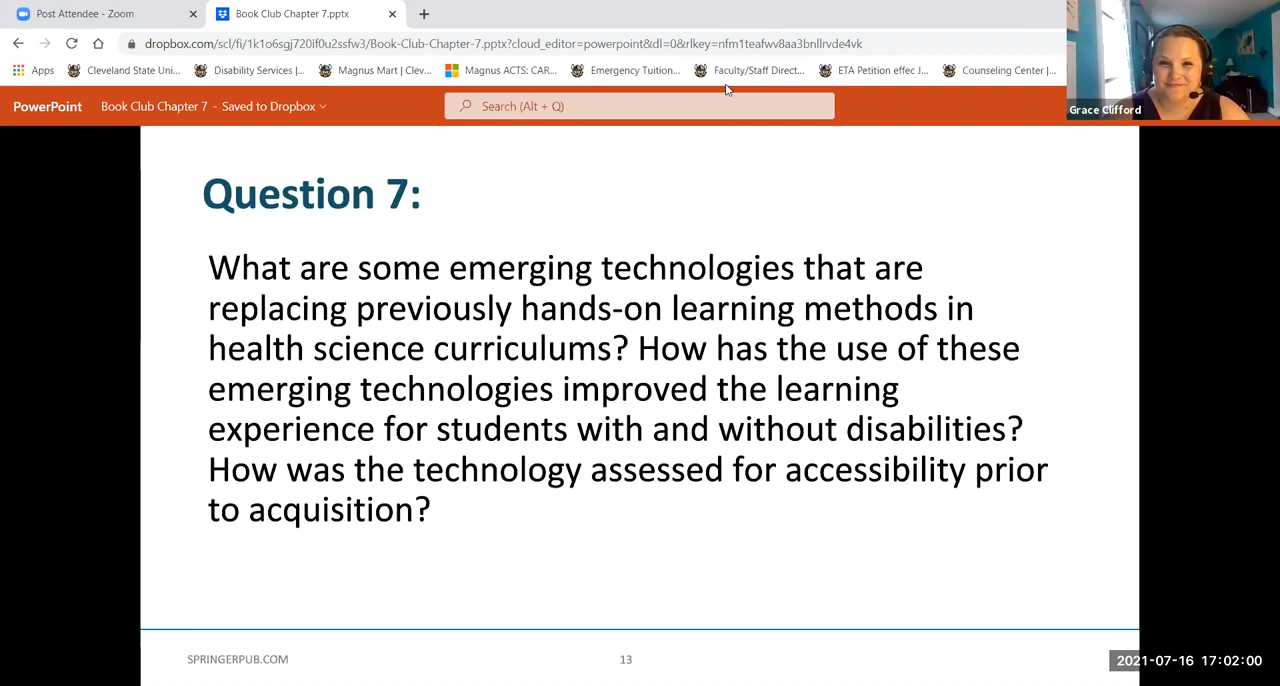 Post Attendee - Zoom
Book Club Chapter 7.pptx
dropbox.com/scl/fi/1k1o6sgj720if0u2ssfw3/Book-Club-Chapter-7.pptx?cloud_editor=powerpoint&dl=0&rlkey=nfm1teafwv8aa3bnllrvde4vk
Apps
Cleveland State Uni...
Disability Services |...
Magnus Mart | Clev...
Magnus ACTS: CAR...
Emergency Tuition...
Faculty/Staff Direct...
ETA Petition effec J...
Counseling Center |...
PowerPoint
Book Club Chapter 7 - Saved to Dropbox
Search (Alt + Q)
Grace Clifford
Question 7:
What are some emerging technologies that are
replacing previously hands-on learning methods in
health science curriculums? How has the use of these
emerging technologies improved the learning
experience for students with and without disabilities?
How was the technology assessed for accessibility prior
to acquisition?
SPRINGERPUB.COM
13
2021-07-16 17:02:00